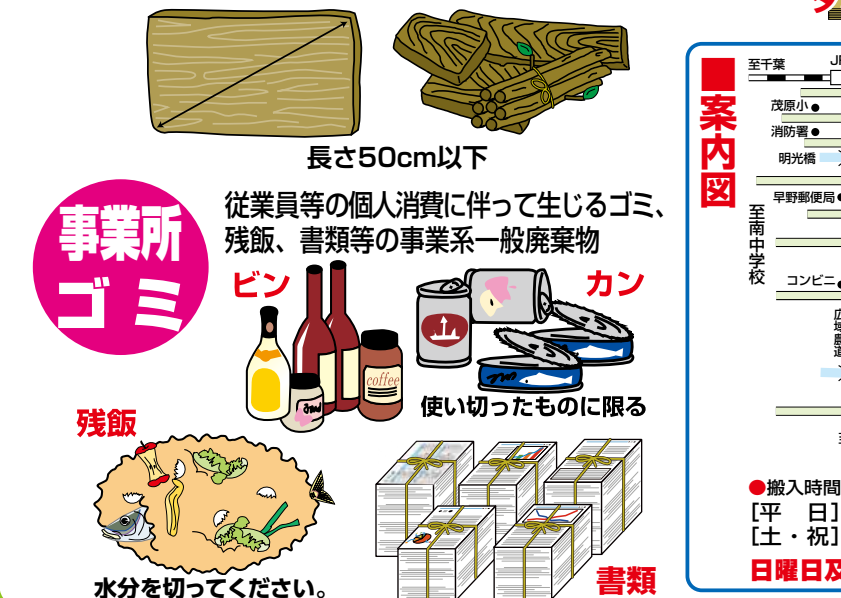 長さ50cm以下
事業所
ゴミ
従業員等の個人消費に伴って生じるゴミ、
残飯、書類等の事業系一般廃棄物
ビン
カン
coffee
使い切ったものに限る
残飯
水分を切ってください。
書類
■案内図
至千葉
JR
茂原小●
消防署●
明光橋
早野郵便局●
至南中学校
コンビニ●
広域農道
●搬入時間
[平　日]
[土・祝]
日曜日及